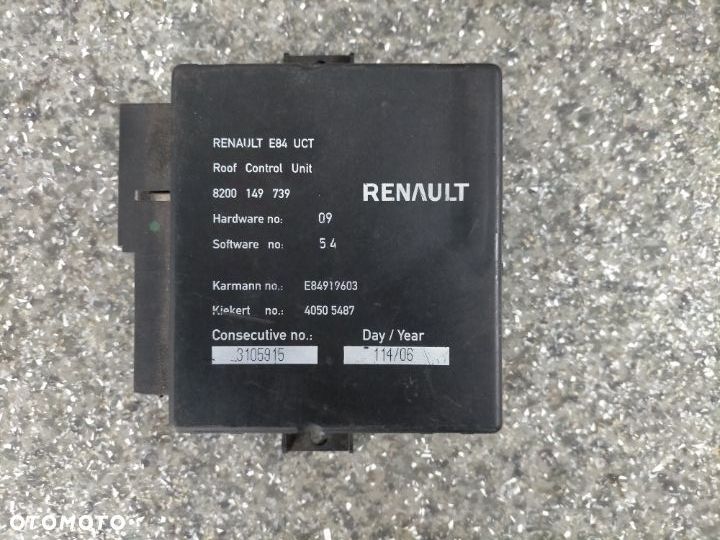 RENAULT E84 UCT
Roof Control Unit
8200 149 739
RENAULT
Hardware no: 09
Software no: 5 4
Karmann no.: E84919603
Kiekert no.: 4050 5487
Consecutive no.: Day / Year
3105915 114/06
OTOMOTO